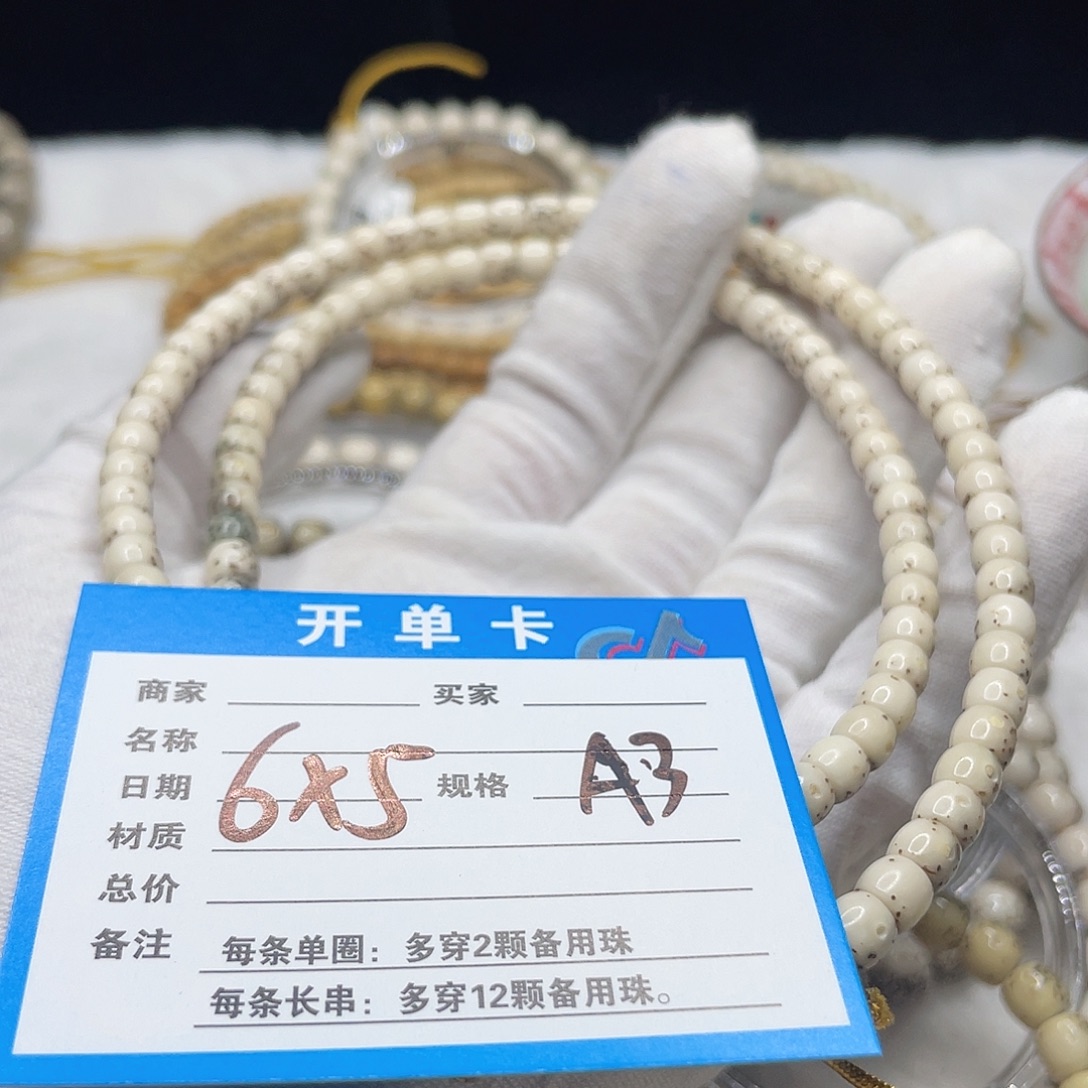 开单卡
商家 买家
名称
日期 6x5 规格 A3
材质
总价
备注 每条单圈：多穿2颗备用珠
每条长串：多穿12颗备用珠。